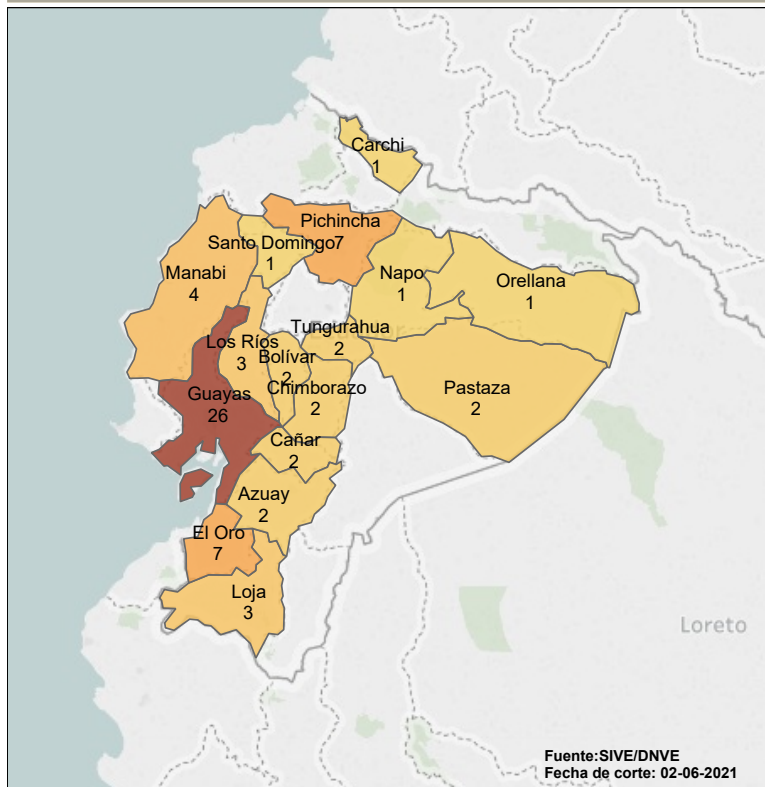 Carchi
1
Pichincha
7
Santo Domingo
1
Manabi
4
Napo
1
Orellana
1
Tungurahua
2
Los Ríos
3
Bolívar
2
Chimborazo
2
Pastaza
2
Guayas
26
Cañar
2
Azuay
2
El Oro
7
Loja
3
Loreto
Fuente:SIVE/DNVE
Fecha de corte: 02-06-2021